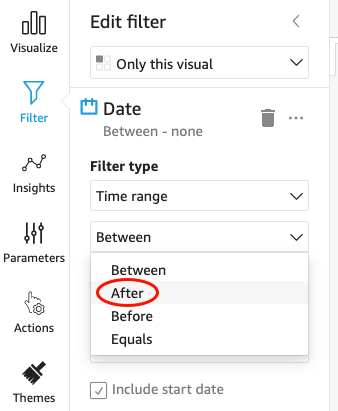 Visualize
Filter
Insights
Parameters
Actions
Themes
Edit filter
Only this visual
Date
Between - none
Filter type
Time range
Between
Between
After
Before
Equals
Include start date